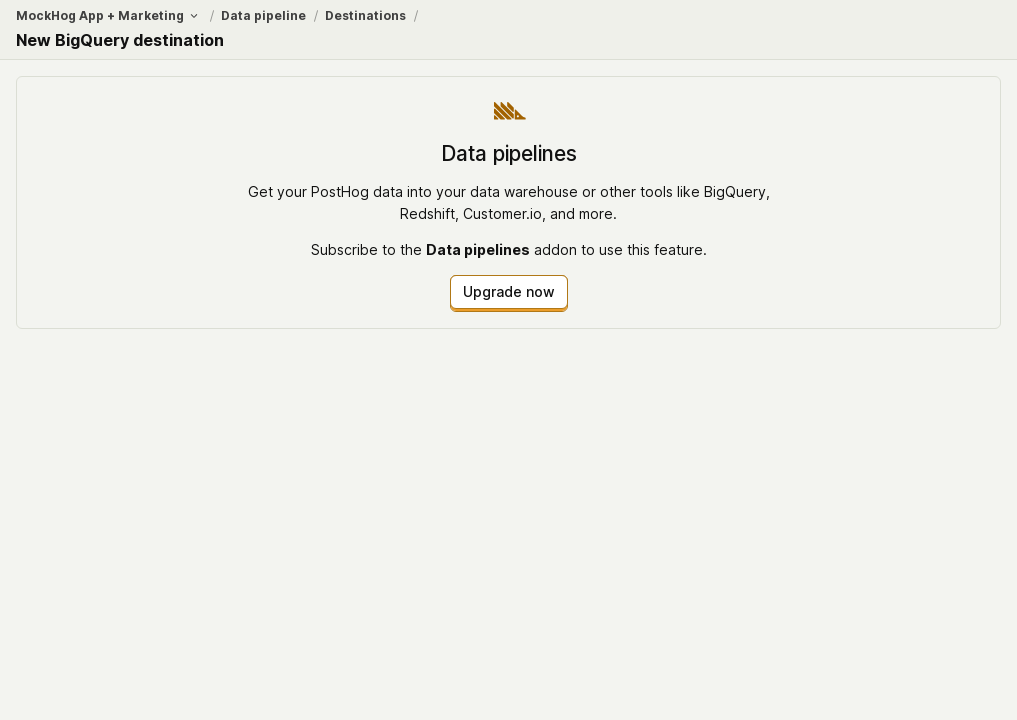 MockHog App + Marketing / Data pipeline / Destinations /
New BigQuery destination
Data pipelines
Get your PostHog data into your data warehouse or other tools like BigQuery,
Redshift, Customer.io, and more.
Subscribe to the Data pipelines addon to use this feature.
Upgrade now